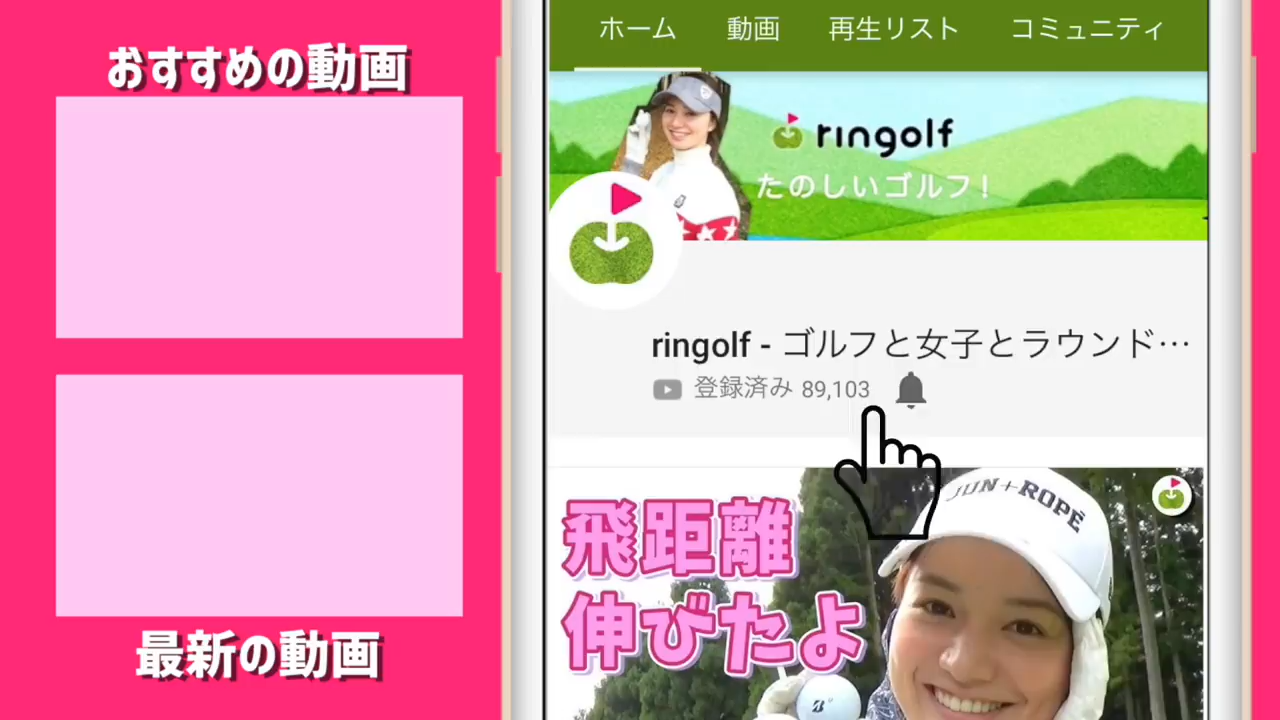 おすすめの動画
最新の動画
ホーム 動画 再生リスト コミュニティ
ringolf
たのしいゴルフ!
ringolf - ゴルフと女子とラウンド…
登録済み 89,103
飛距離
伸びたよ
JUN+ROPÉ
B